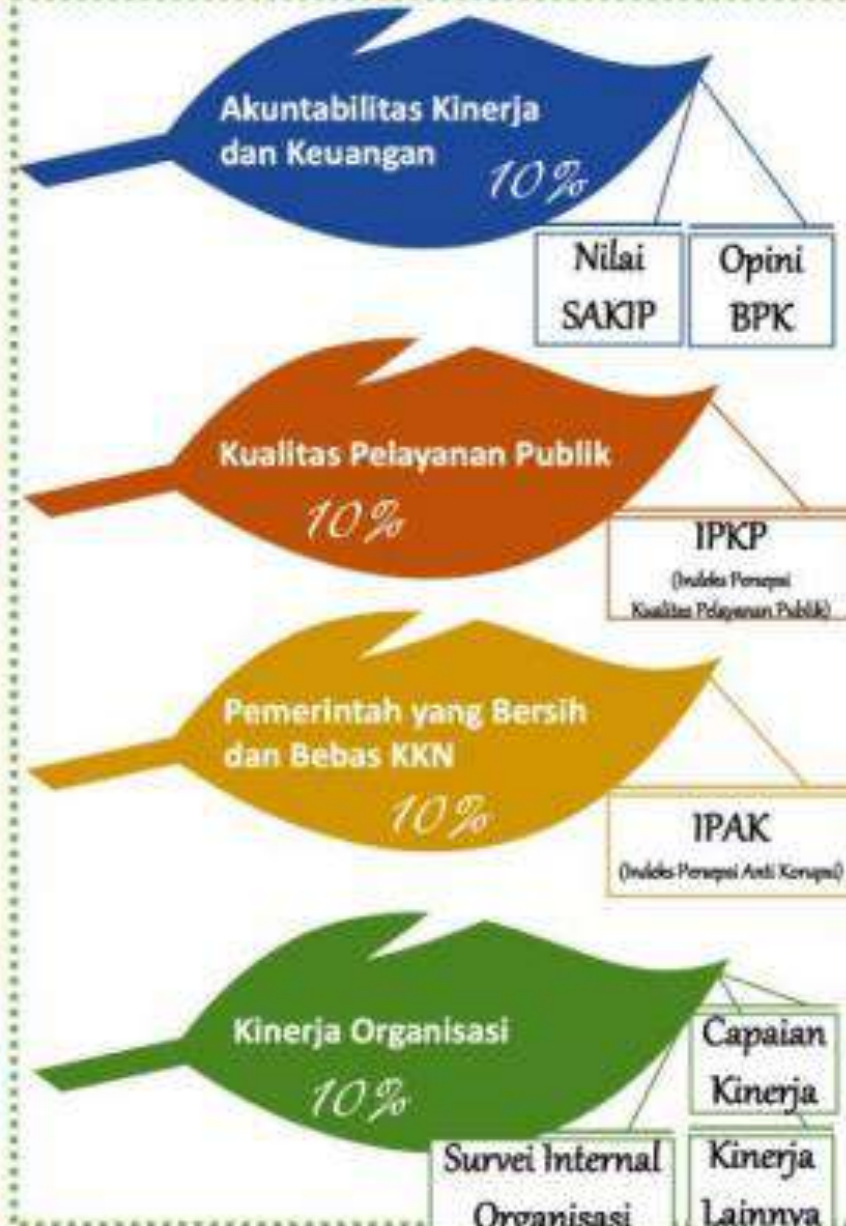 Akuntabilitas Kinerja
dan Keuangan
10%
Nilai
SAKIP
Opini
BPK
Kualitas Pelayanan Publik
10%
IPKP
(Indeks Persepsi
Kualitas Pelayanan Publik)
Pemerintah yang Bersih
dan Bebas KKN
10%
IPAK
(Indeks Persepsi Anti Korupsi)
Kinerja Organisasi
10%
Capaian
Kinerja
Survei Internal
Organisasi
Kinerja
Lainnya